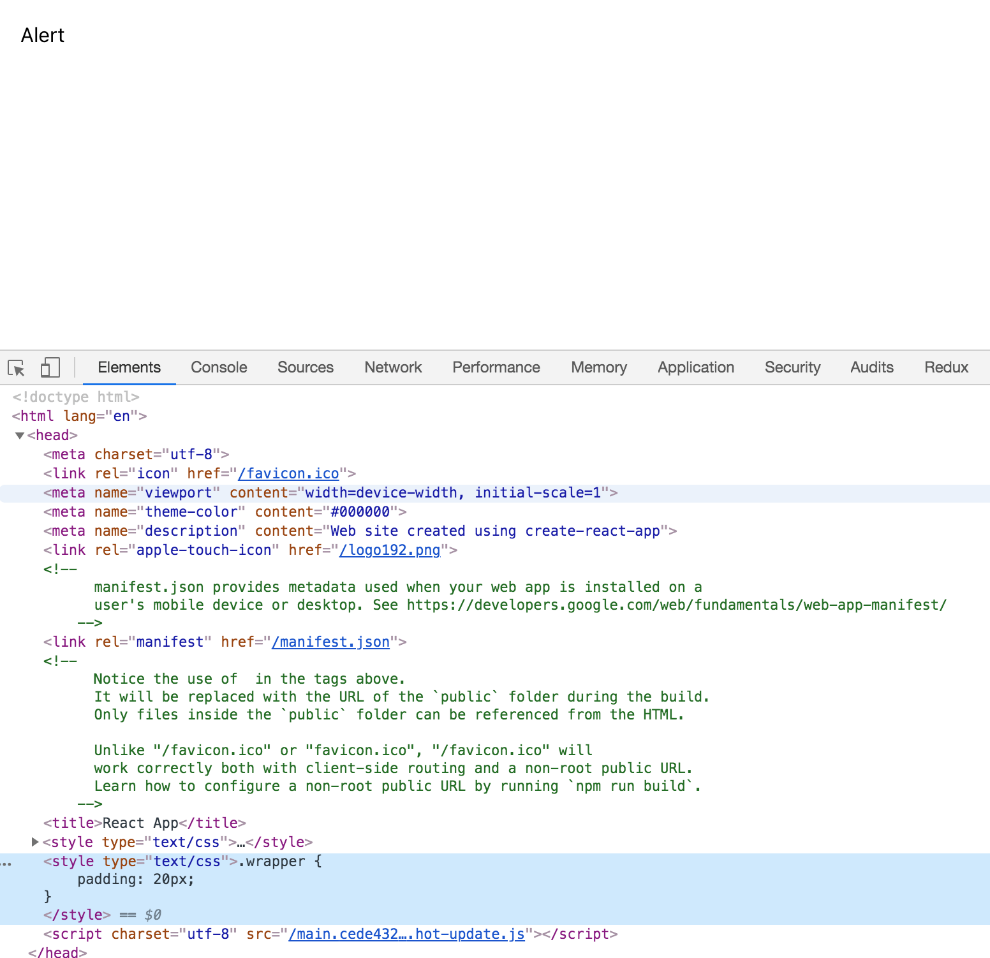 Alert
Elements Console Sources Network Performance Memory Application Security Audits Redux
<!doctype html>
<html lang="en">
▼<head>
<meta charset="utf-8">
<link rel="icon" href="/favicon.ico">
<meta name="viewport" content="width=device-width, initial-scale=1">
<meta name="theme-color" content="#000000">
<meta name="description" content="Web site created using create-react-app">
<link rel="apple-touch-icon" href="/logo192.png">
<!--
manifest.json provides metadata used when your web app is installed on a
user's mobile device or desktop. See https://developers.google.com/web/fundamentals/web-app-manifest/
-->
<link rel="manifest" href="/manifest.json">
<!--
Notice the use of  in the tags above.
It will be replaced with the URL of the `public` folder during the build.
Only files inside the `public` folder can be referenced from the HTML.
Unlike "/favicon.ico" or "favicon.ico", "/favicon.ico" will
work correctly both with client-side routing and a non-root public URL.
Learn how to configure a non-root public URL by running `npm run build`.
-->
<title>React App</title>
▶<style type="text/css">…</style>
… <style type="text/css">.wrapper {
padding: 20px;
}
</style> == $0
<script charset="utf-8" src="/main.cede432….hot-update.js"></script>
</head>